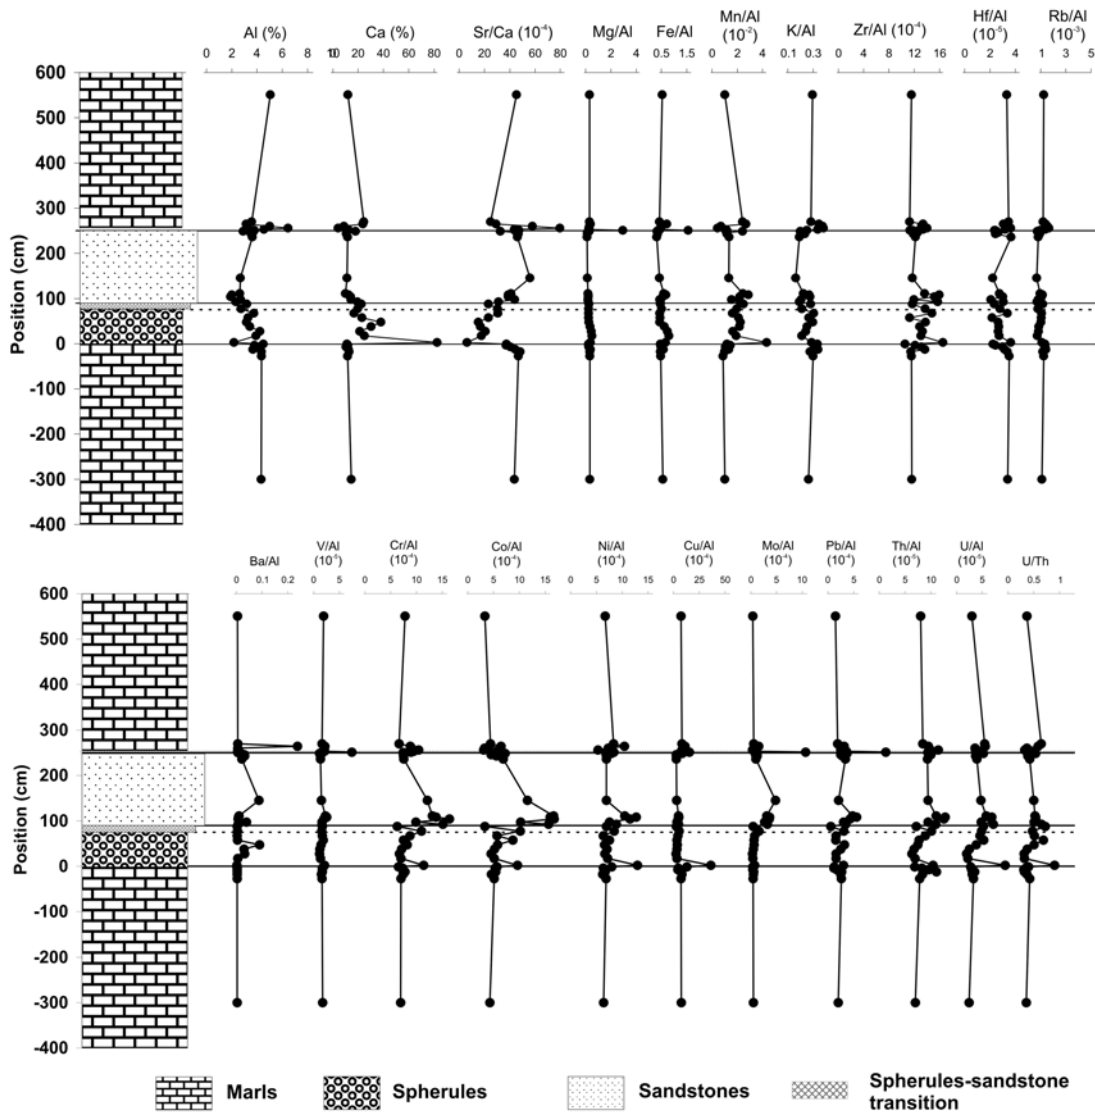 Al (%) Ca (%) Sr/Ca (10⁻⁴) Mg/Al Fe/Al Mn/Al (10⁻²) K/Al Zr/Al (10⁻⁴) Hf/Al (10⁻⁵) Rb/Al (10⁻³)
0 2 4 6 8 0 20 40 60 80 0 20 40 60 80 0 1 2 3 4 0.5 1.5 0 2 4 0.1 0.3 0 4 8 12 16 0 2 4 1 3 5
600
500
400
300
200
100
0
-100
-200
-300
-400
Position (cm)
Ba/Al V/Al (10⁻⁵) Cr/Al (10⁻⁴) Co/Al (10⁻⁴) Ni/Al (10⁻⁴) Cu/Al (10⁻⁴) Mo/Al (10⁻⁴) Pb/Al (10⁻⁴) Th/Al (10⁻⁵) U/Al (10⁻⁵) U/Th
0 0.1 0.2 0 5 0 5 10 15 0 5 10 15 0 5 10 15 0 25 50 0 5 10 0 5 0 5 10 0 5 0 0.5 1
600
500
400
300
200
100
0
-100
-200
-300
-400
Position (cm)
Marls
Spherules
Sandstones
Spherules-sandstone
transition